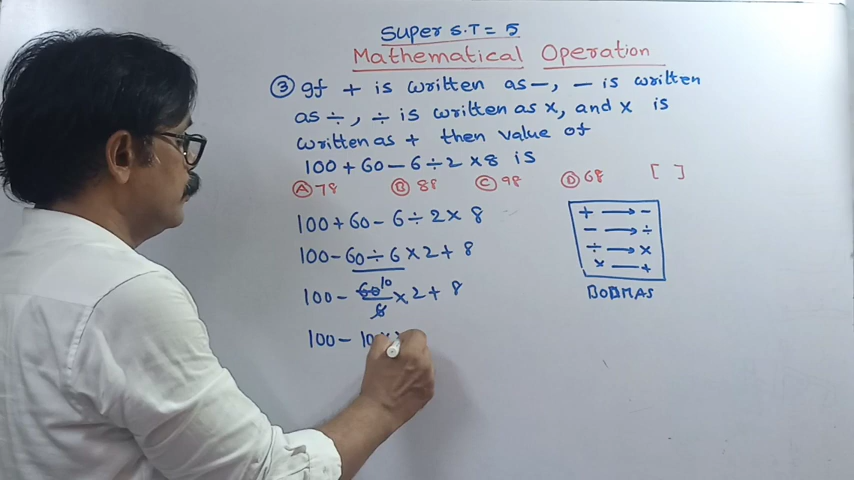 Super S.T = 5
Mathematical Operation
③ gf + is written as −, − is written
as ÷, ÷ is written as x, and x is
written as + then value of
100 + 60 − 6 ÷ 2 × 8 is
Ⓐ 78 Ⓑ 88 Ⓒ 98 Ⓓ 68 [ ]
100 + 60 − 6 ÷ 2 × 8
100 − 60 ÷ 6 × 2 + 8
100 − 60/6 10 × 2 + 8
100 − 10 ×
+ → −
− → ÷
÷ → ×
× — +
BODMAS